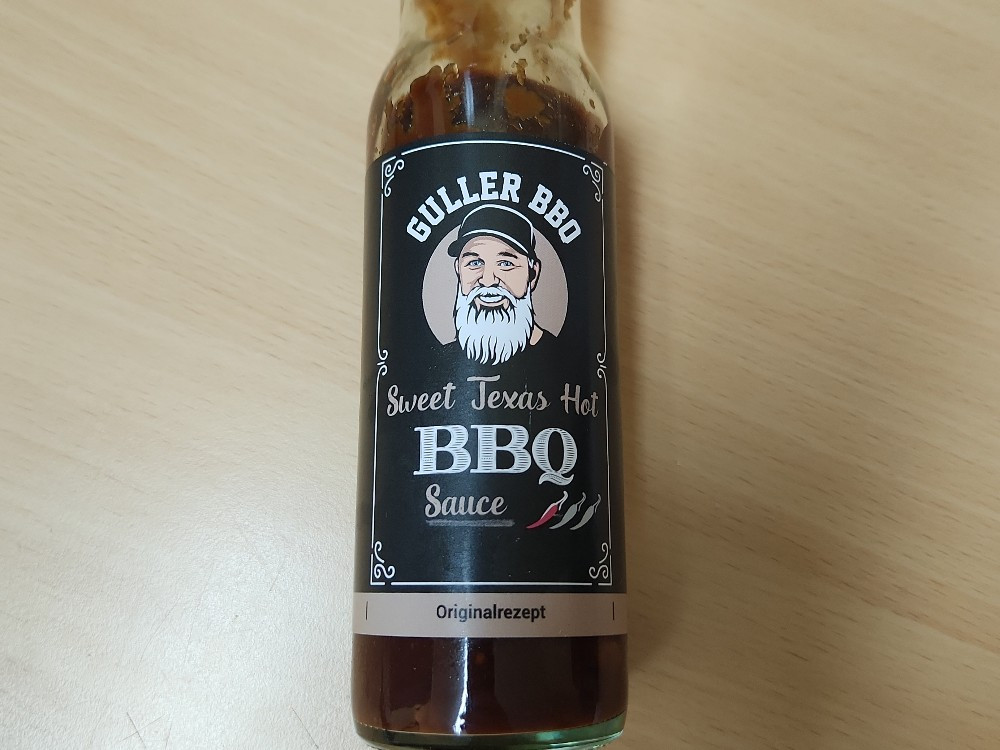 GULLER BBQ
Sweet Texas Hot
BBQ
Sauce
Originalrezept